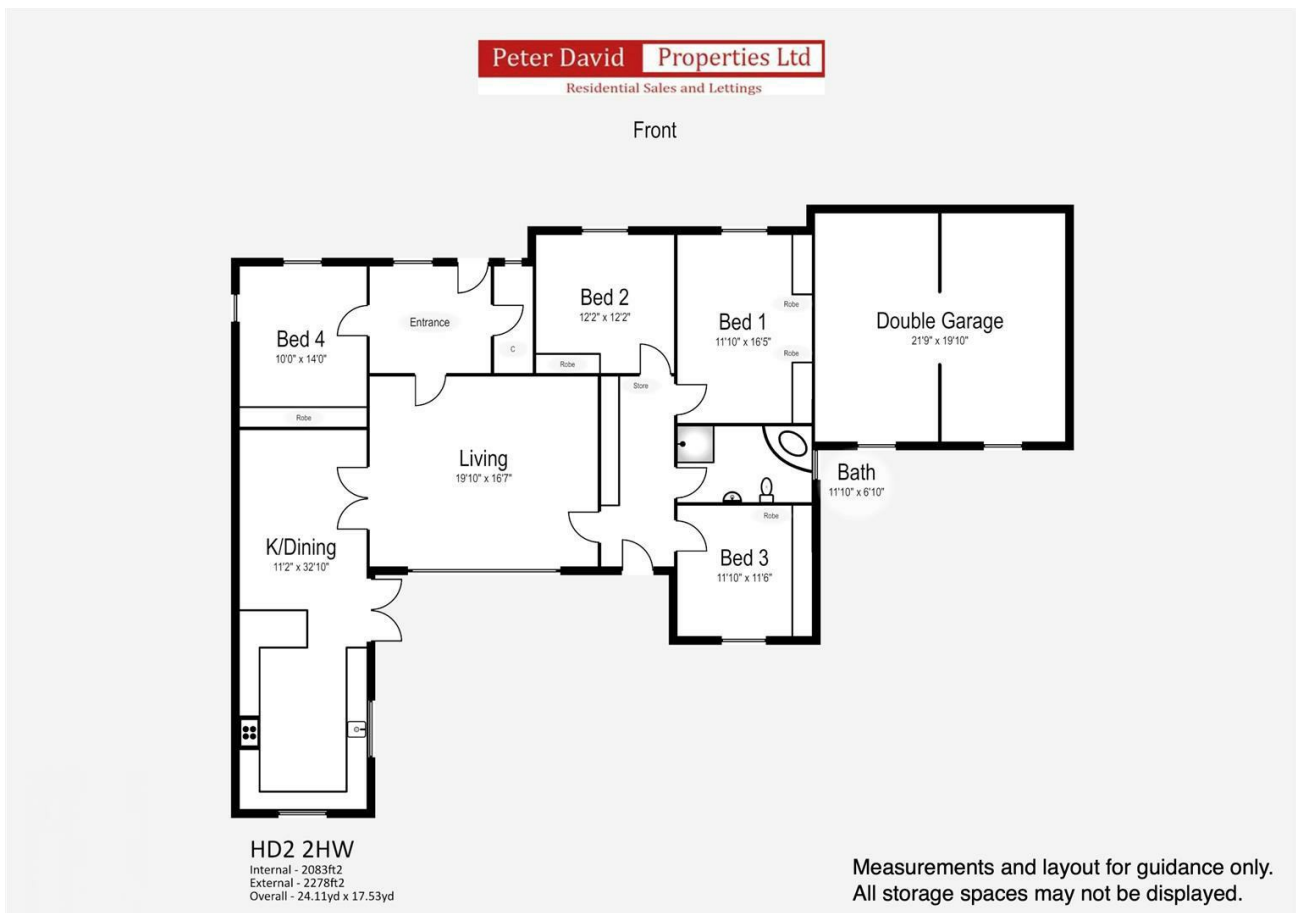 Peter David Properties Ltd
Residential Sales and Lettings
Front
Bed 4
10'0" x 14'0"
Robe
Entrance
C
Bed 2
12'2" x 12'2"
Robe
Store
Bed 1
11'10" x 16'5"
Robe
Robe
Double Garage
21'9" x 19'10"
Living
19'10" x 16'7"
Bath
11'10" x 6'10"
K/Dining
11'2" x 32'10"
Robe
Bed 3
11'10" x 11'6"
HD2 2HW
Internal - 2083ft2
External - 2278ft2
Overall - 24.11yd x 17.53yd
Measurements and layout for guidance only.
All storage spaces may not be displayed.